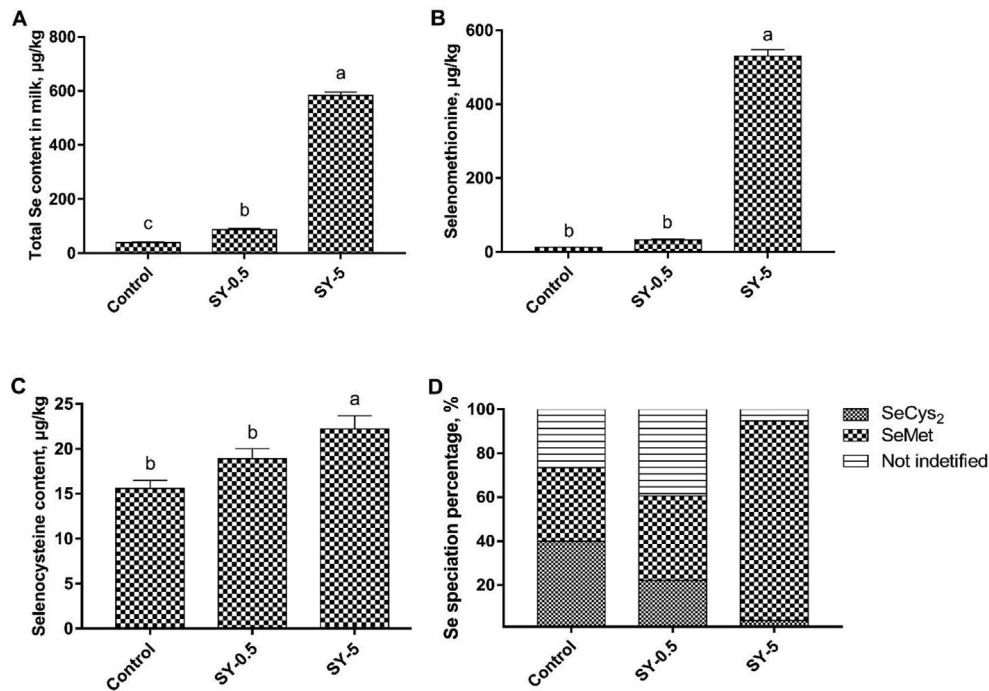 A
Total Se content in milk, µg/kg
800
600
400
200
0
c
b
a
Control
SY-0.5
SY-5
B
Selenomethionine, µg/kg
600
400
200
0
b
b
a
Control
SY-0.5
SY-5
C
Selenocysteine content, µg/kg
25
20
15
10
5
0
b
b
a
Control
SY-0.5
SY-5
D
Se speciation percentage, %
100
80
60
40
20
Control
SY-0.5
SY-5
SeCys₂
SeMet
Not indetified